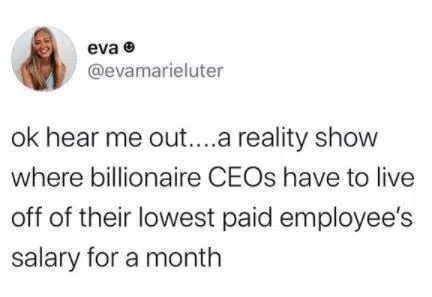 eva ☻
@evamarieluter
ok hear me out....a reality show
where billionaire CEOs have to live
off of their lowest paid employee's
salary for a month